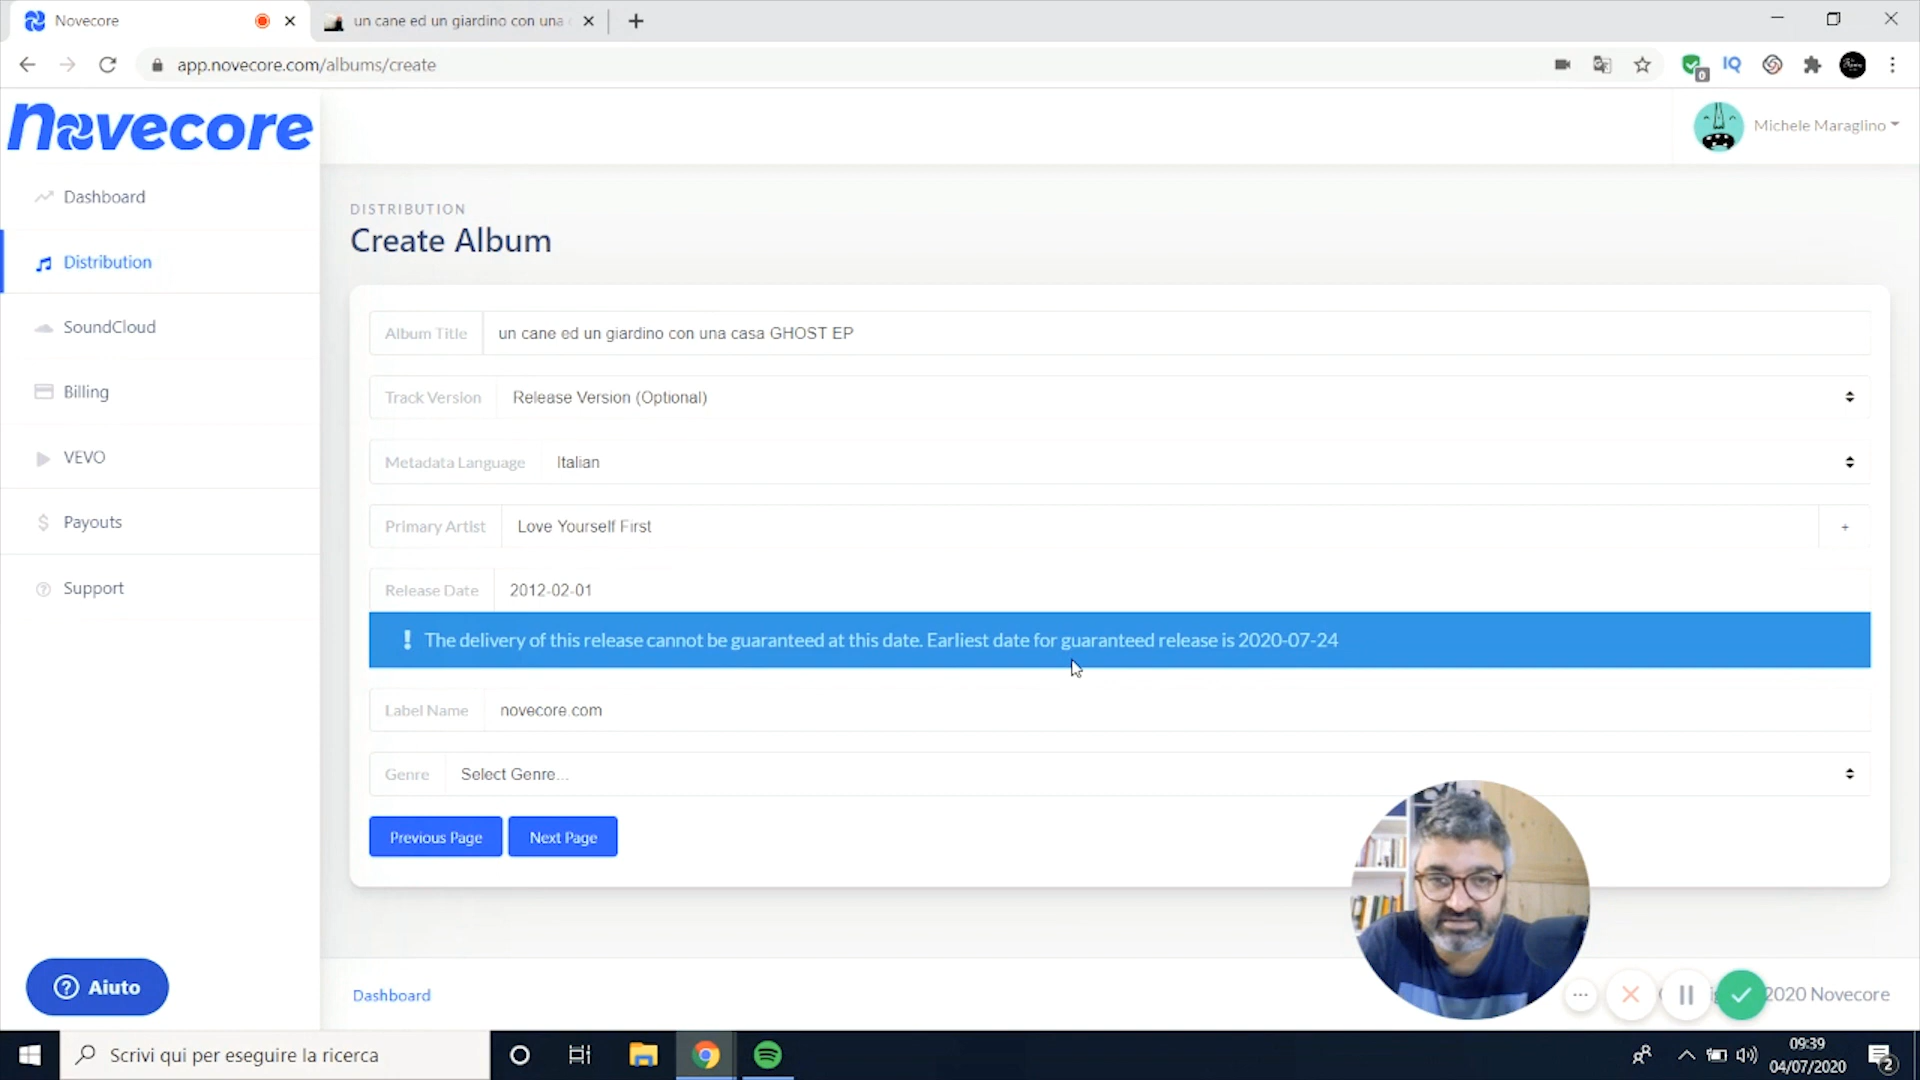 Novecore
un cane ed un giardino con una
app.novecore.com/albums/create
0
IQ
Novecore
Michele Maraglino
Dashboard
Distribution
SoundCloud
Billing
VEVO
Payouts
Support
DISTRIBUTION
Create Album
Album Title un cane ed un giardino con una casa GHOST EP
Track Version Release Version (Optional)
Metadata Language Italian
Primary Artist Love Yourself First +
Release Date 2012-02-01
! The delivery of this release cannot be guaranteed at this date. Earliest date for guaranteed release is 2020-07-24
Label Name novecore.com
Genre Select Genre...
Previous Page Next Page
Aiuto
Dashboard
2020 Novecore
Scrivi qui per eseguire la ricerca
09:39
04/07/2020
2